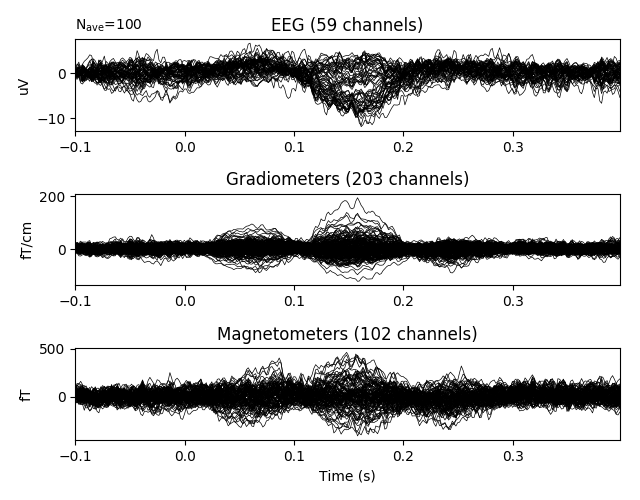 N_ave=100
EEG (59 channels)
uV
0
−10
−0.1 0.0 0.1 0.2 0.3
Gradiometers (203 channels)
fT/cm
200
0
−0.1 0.0 0.1 0.2 0.3
Magnetometers (102 channels)
fT
500
0
−0.1 0.0 0.1 0.2 0.3
Time (s)